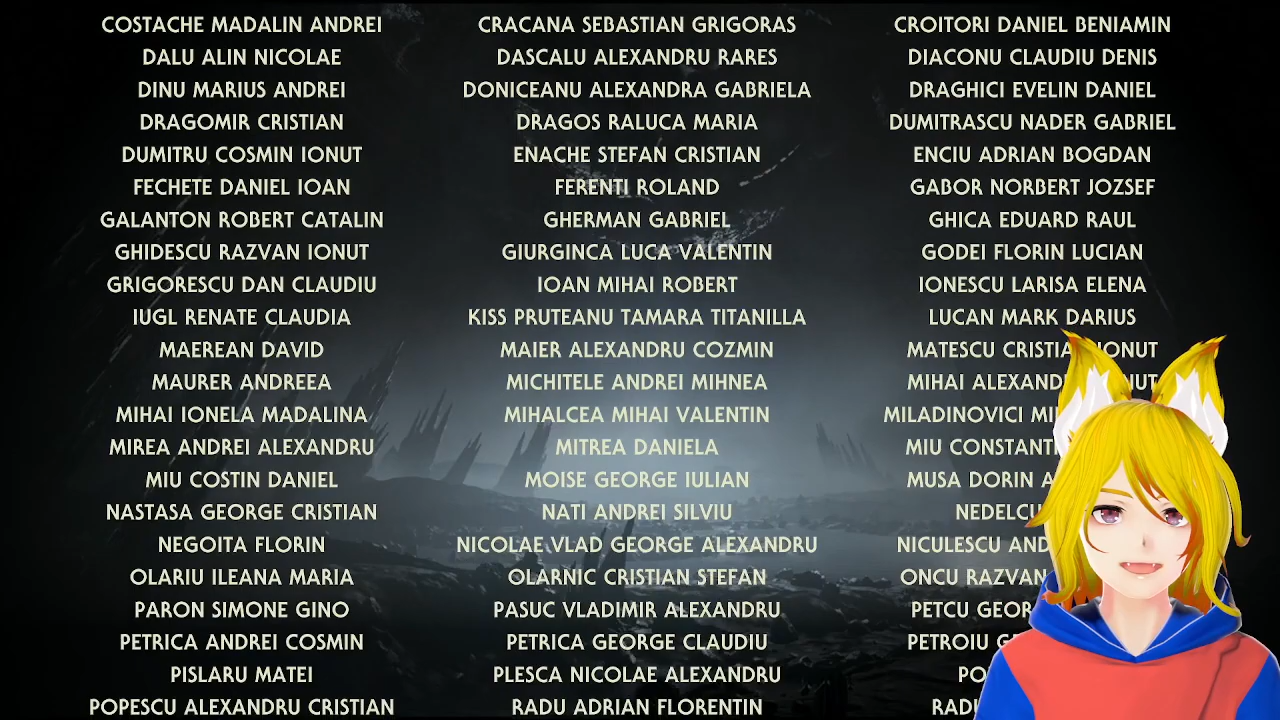 COSTACHE MADALIN ANDREI CRACANA SEBASTIAN GRIGORAS CROITORI DANIEL BENIAMIN
DALU ALIN NICOLAE DASCALU ALEXANDRU RARES DIACONU CLAUDIU DENIS
DINU MARIUS ANDREI DONICEANU ALEXANDRA GABRIELA DRAGHICI EVELIN DANIEL
DRAGOMIR CRISTIAN DRAGOS RALUCA MARIA DUMITRASCU NADER GABRIEL
DUMITRU COSMIN IONUT ENACHE STEFAN CRISTIAN ENCIU ADRIAN BOGDAN
FECHETE DANIEL IOAN FERENTI ROLAND GABOR NORBERT JOZSEF
GALANTON ROBERT CATALIN GHERMAN GABRIEL GHICA EDUARD RAUL
GHIDESCU RAZVAN IONUT GIURGINCA LUCA VALENTIN GODEI FLORIN LUCIAN
GRIGORESCU DAN CLAUDIU IOAN MIHAI ROBERT IONESCU LARISA ELENA
IUGL RENATE CLAUDIA KISS PRUTEANU TAMARA TITANILLA LUCAN MARK DARIUS
MAEREAN DAVID MAIER ALEXANDRU COZMIN MATESCU
MAURER ANDREEA MICHITELE ANDREI MIHNEA MIHAI
MIHAI IONELA MADALINA MIHALCEA MIHAI VALENTIN MILADINOVICI
MIREA ANDREI ALEXANDRU MITREA DANIELA MIU
MIU COSTIN DANIEL MOISE GEORGE IULIAN MUSA DORIN
NASTASA GEORGE CRISTIAN NATI ANDREI SILVIU
NEGOITA FLORIN NICOLAE VLAD GEORGE ALEXANDRU NICULESCU
OLARIU ILEANA MARIA OLARNIC CRISTIAN STEFAN ONCU RAZVAN
PARON SIMONE GINO PASUC VLADIMIR ALEXANDRU PETCU
PETRICA ANDREI COSMIN PETRICA GEORGE CLAUDIU PETROIU
PISLARU MATEI PLESCA NICOLAE ALEXANDRU
POPESCU ALEXANDRU CRISTIAN RADU ADRIAN FLORENTIN